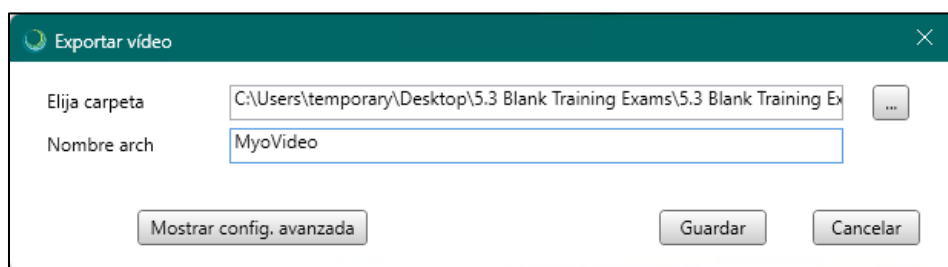 Exportar vídeo
Elija carpeta C:\Users\temporary\Desktop\5.3 Blank Training Exams\5.3 Blank Training Ex ...
Nombre arch MyoVideo
Mostrar config. avanzada Guardar Cancelar